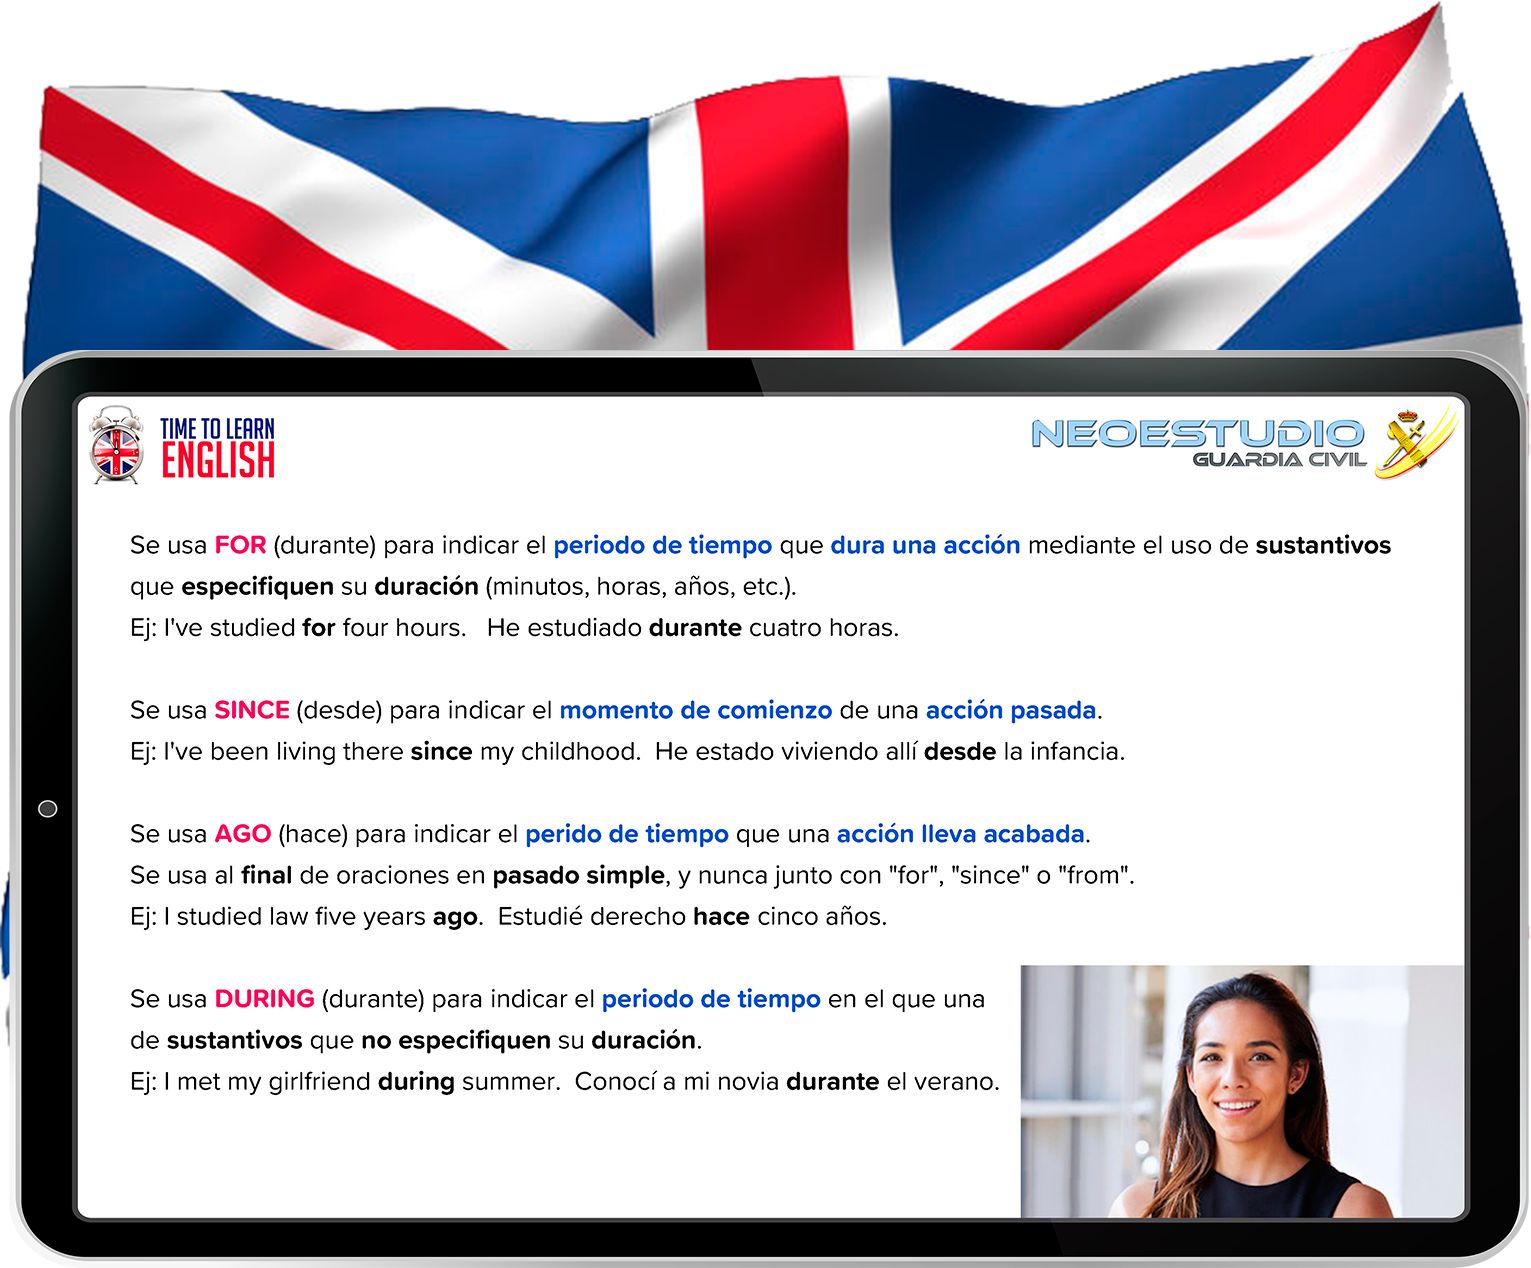 TIME TO LEARN
ENGLISH
NEOESTUDIO
GUARDIA CIVIL
Se usa FOR (durante) para indicar el periodo de tiempo que dura una acción mediante el uso de sustantivos
que especifiquen su duración (minutos, horas, años, etc.).
Ej: I've studied for four hours. He estudiado durante cuatro horas.
Se usa SINCE (desde) para indicar el momento de comienzo de una acción pasada.
Ej: I've been living there since my childhood. He estado viviendo allí desde la infancia.
Se usa AGO (hace) para indicar el perido de tiempo que una acción lleva acabada.
Se usa al final de oraciones en pasado simple, y nunca junto con "for", "since" o "from".
Ej: I studied law five years ago. Estudié derecho hace cinco años.
Se usa DURING (durante) para indicar el periodo de tiempo en el que una
de sustantivos que no especifiquen su duración.
Ej: I met my girlfriend during summer. Conocí a mi novia durante el verano.